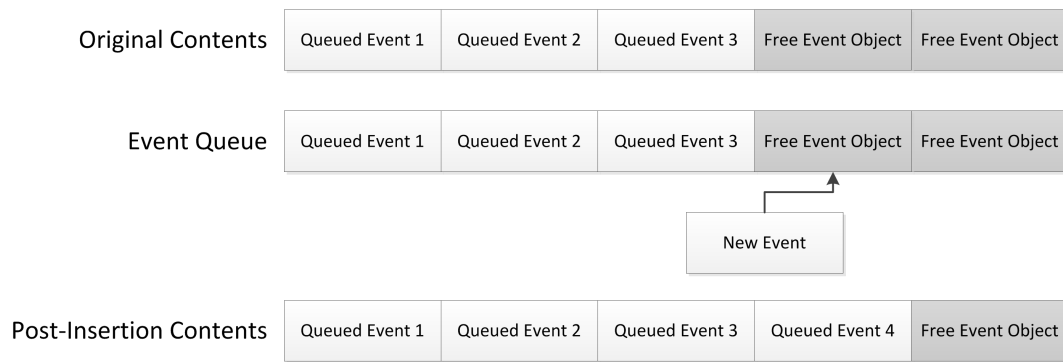 Original Contents Queued Event 1 Queued Event 2 Queued Event 3 Free Event Object Free Event Object
Event Queue Queued Event 1 Queued Event 2 Queued Event 3 Free Event Object Free Event Object
New Event
Post-Insertion Contents Queued Event 1 Queued Event 2 Queued Event 3 Queued Event 4 Free Event Object